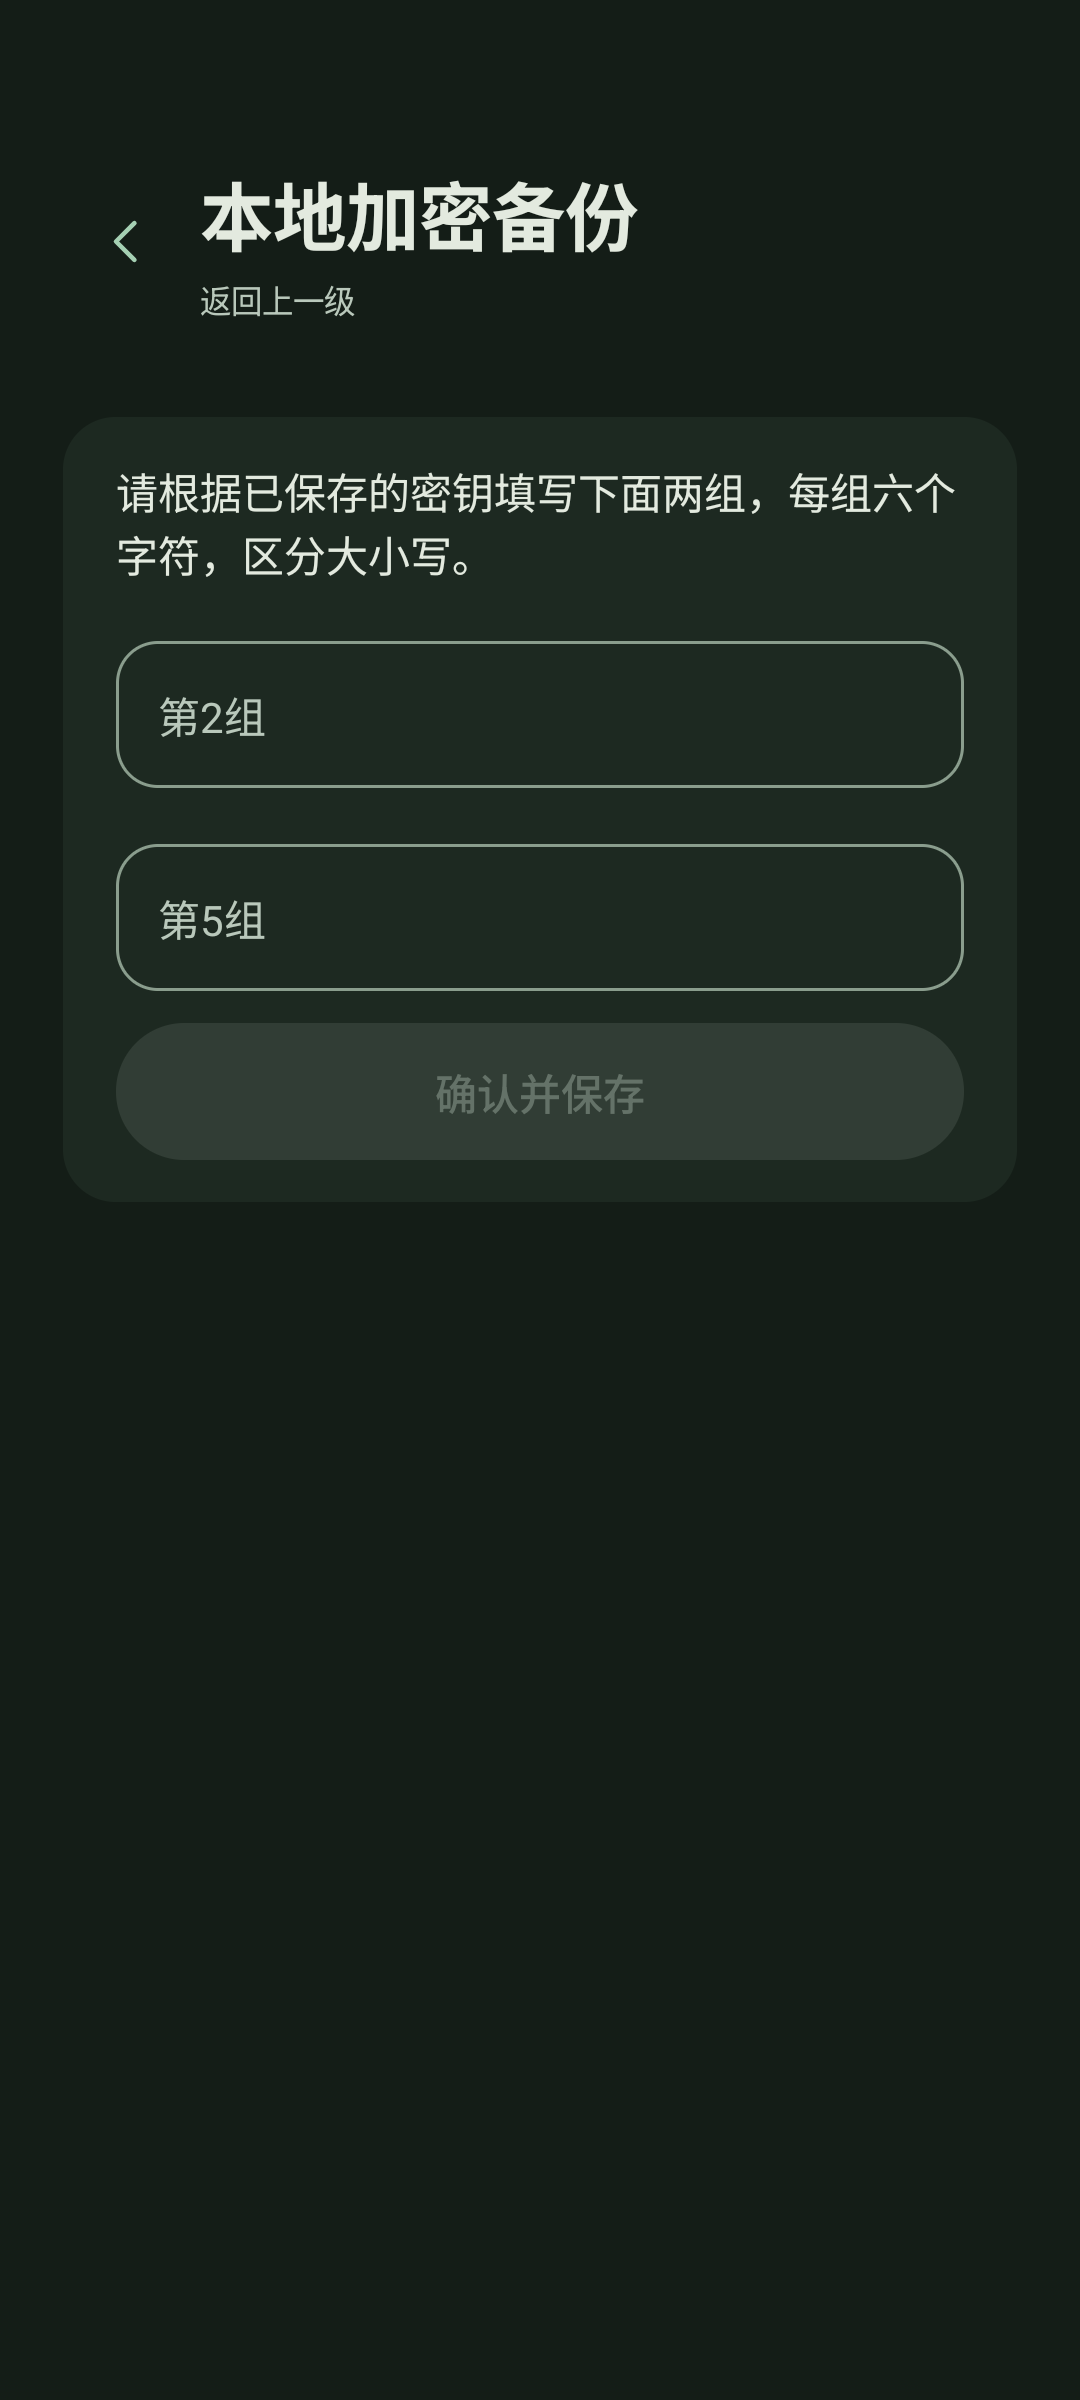 本地加密备份
返回上一级
请根据已保存的密钥填写下面两组，每组六个
字符，区分大小写。
第2组
第5组
确认并保存